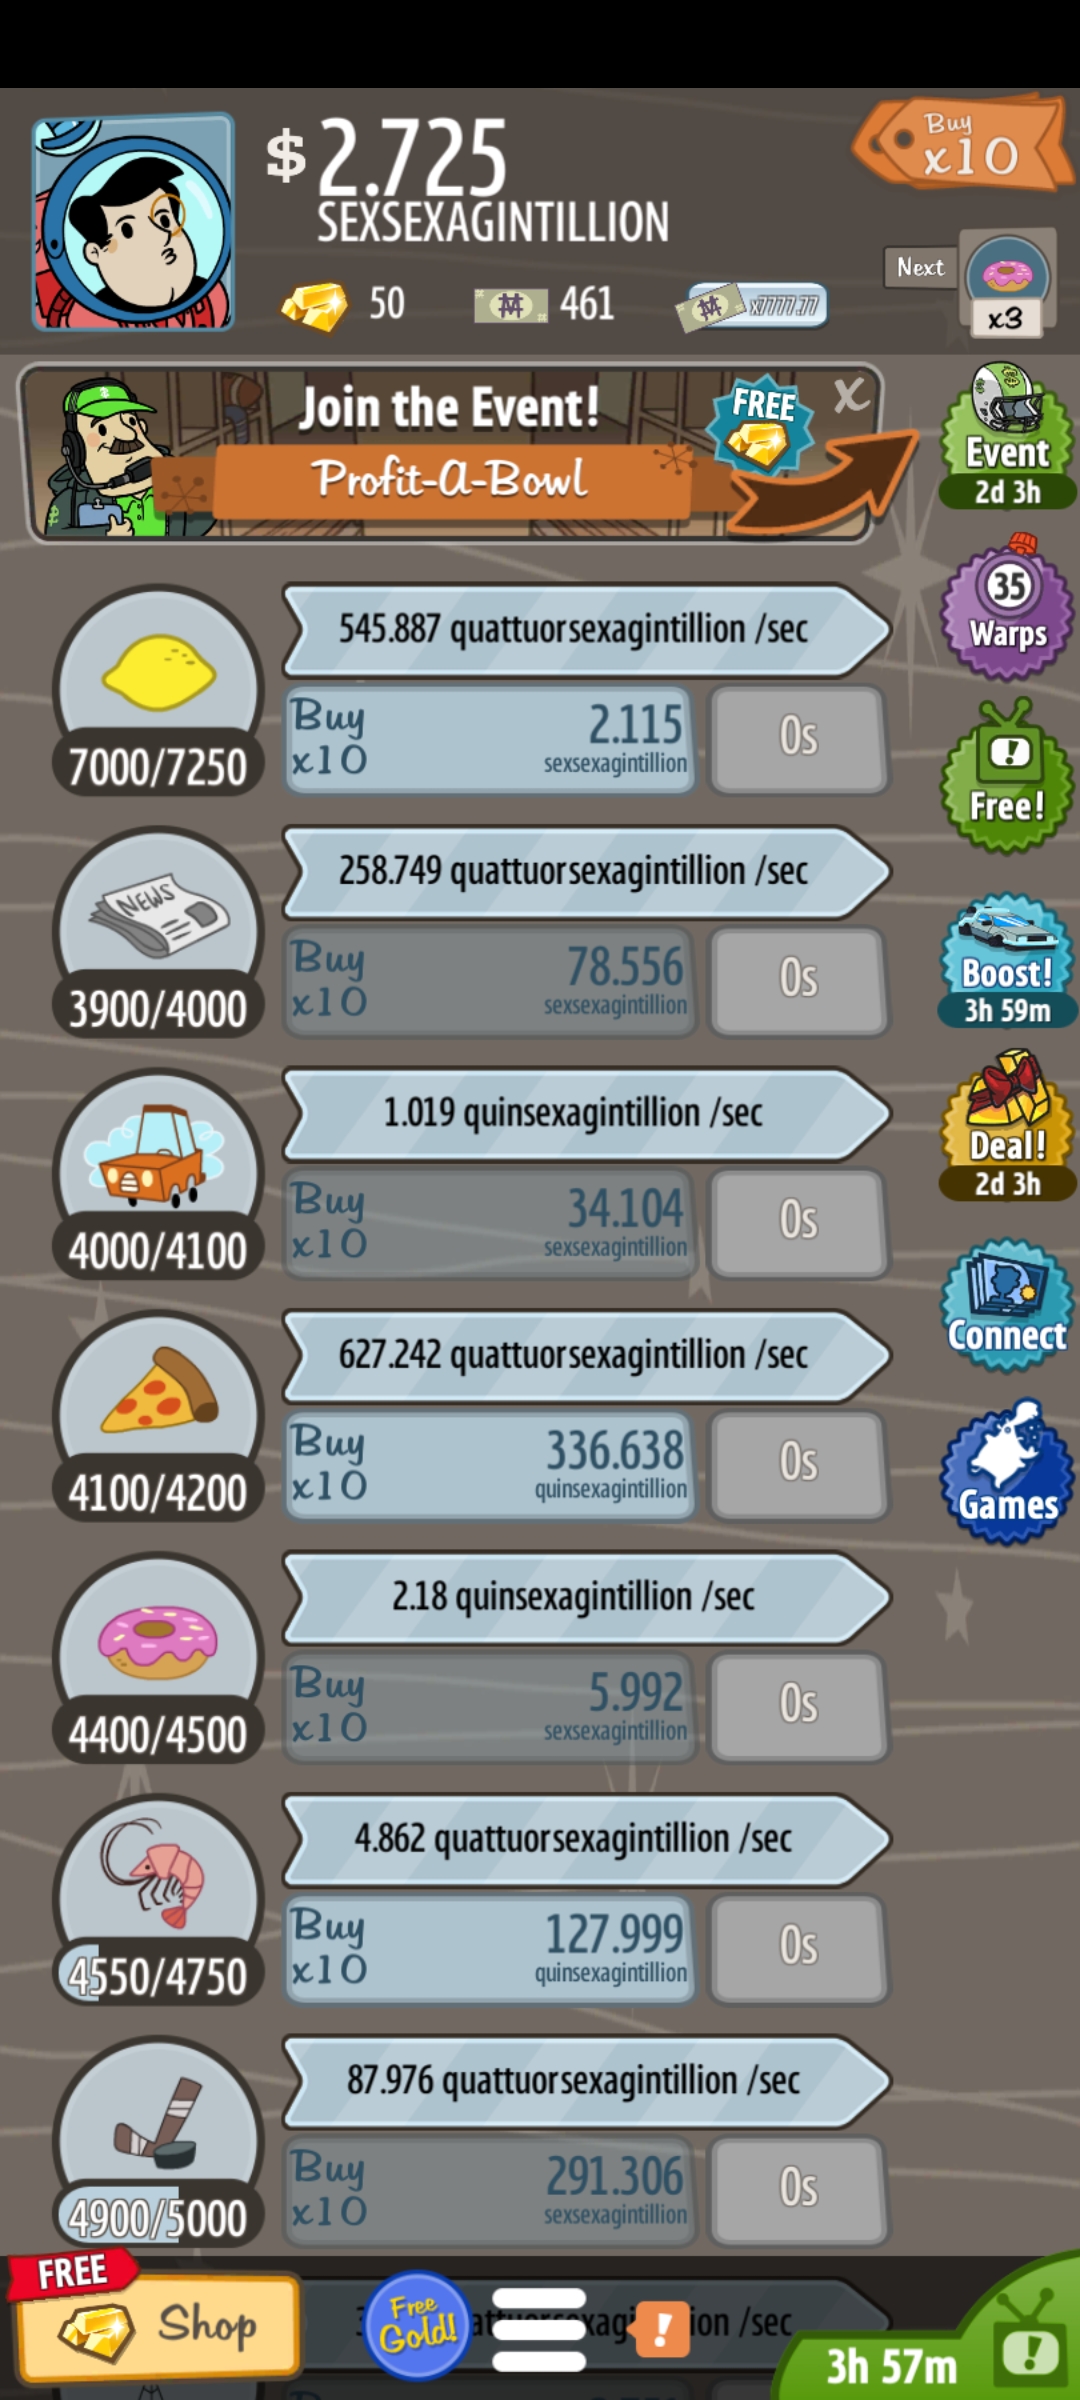 $ 2.725
SEXSEXAGINTILLION
Buy
x10
50
461
x7777.77
Next
x3
Join the Event!
Profit-A-Bowl
FREE
X
Event
2d 3h
35
Warps
Free!
Boost!
3h 59m
Deal!
2d 3h
Connect
Games
545.887 quattuorsexagintillion /sec
7000/7250
Buy
x10
2.115
sexsexagintillion
0s
NEWS
258.749 quattuorsexagintillion /sec
3900/4000
Buy
x10
78.556
sexsexagintillion
0s
1.019 quinsexagintillion /sec
4000/4100
Buy
x10
34.104
sexsexagintillion
0s
627.242 quattuorsexagintillion /sec
4100/4200
Buy
x10
336.638
quinsexagintillion
0s
2.18 quinsexagintillion /sec
4400/4500
Buy
x10
5.992
sexsexagintillion
0s
4.862 quattuorsexagintillion /sec
4550/4750
Buy
x10
127.999
quinsexagintillion
0s
87.976 quattuorsexagintillion /sec
4900/5000
Buy
x10
291.306
sexsexagintillion
0s
FREE
Shop
Free
Gold!
!
/sec
3h 57m